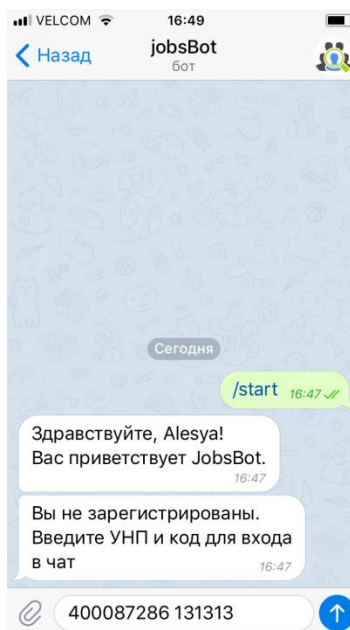 VELCOM 16:49
Назад jobsBot
бот
Сегодня
/start 16:47
Здравствуйте, Alesya!
Вас приветствует JobsBot.
16:47
Вы не зарегистрированы.
Введите УНП и код для входа
в чат 16:47
400087286 131313